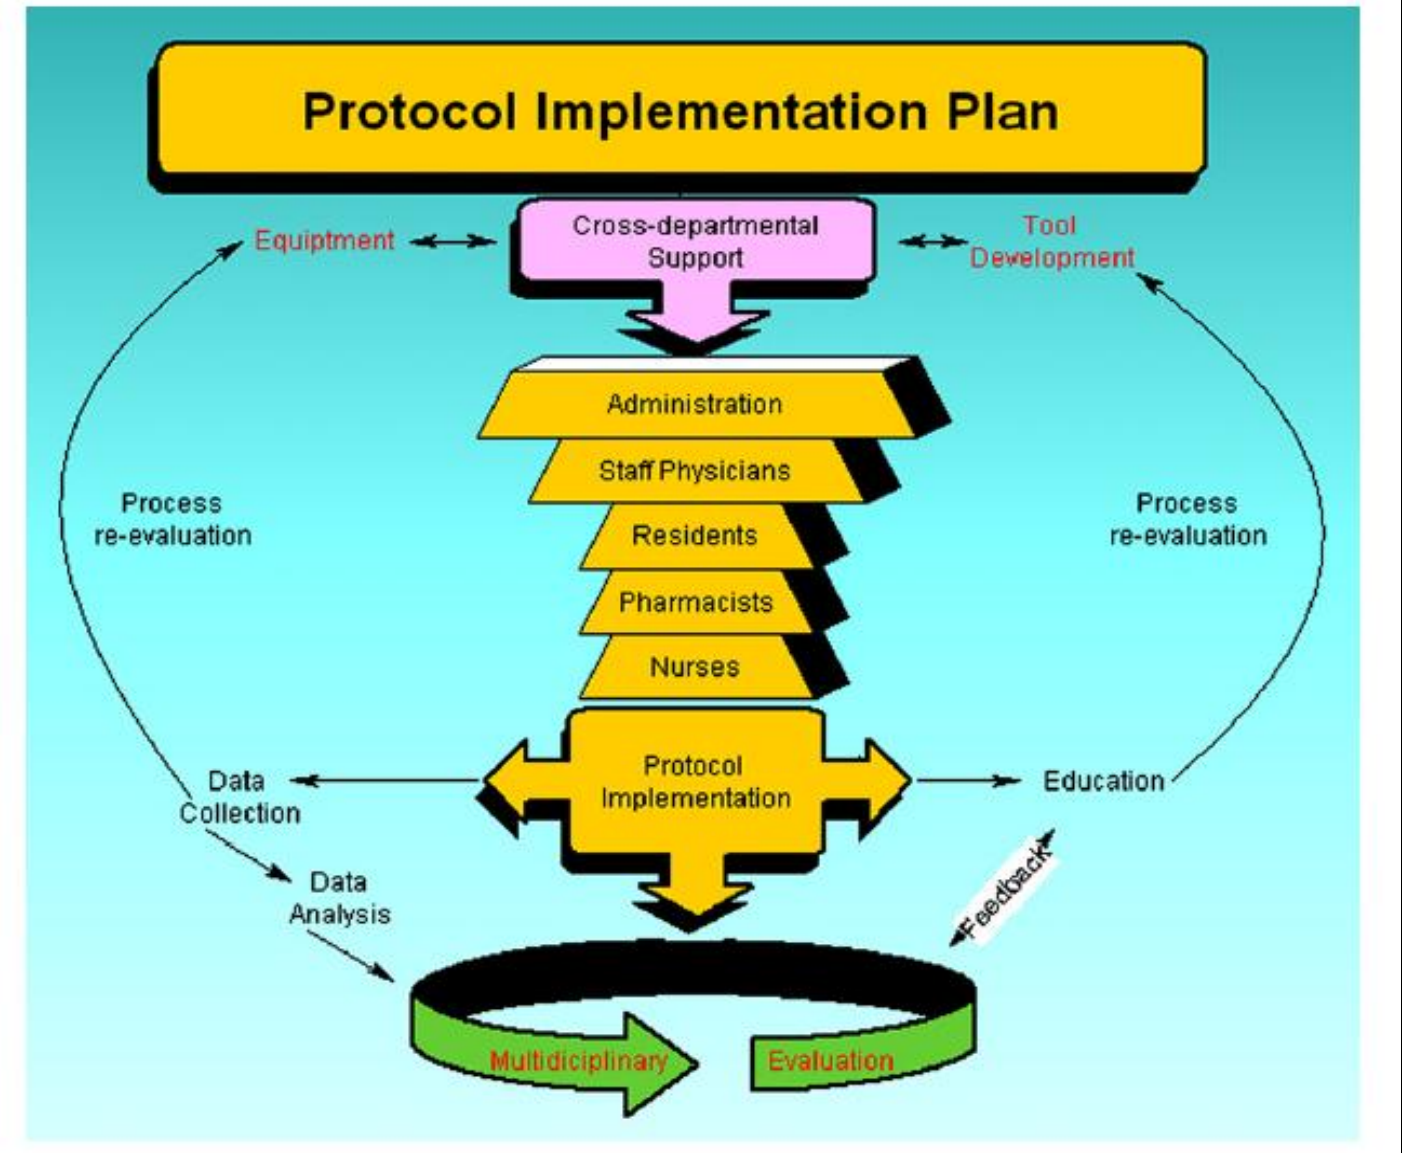 Protocol Implementation Plan
Equiptment
Cross-departmental
Support
Tool
Development
Administration
Staff Physicians
Residents
Pharmacists
Nurses
Process
re-evaluation
Process
re-evaluation
Protocol
Implementation
Data
Collection
Education
Data
Analysis
Feedback
Multidiciplinary
Evaluation